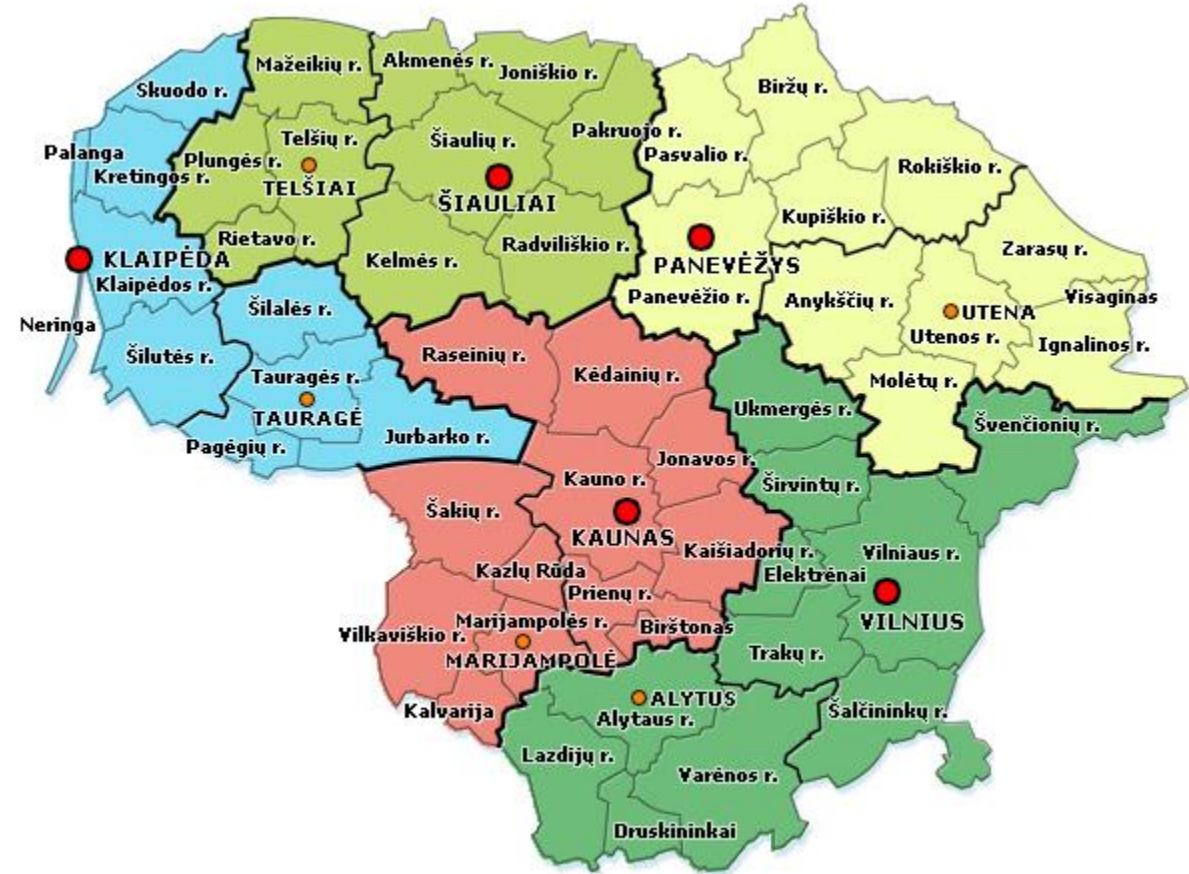 Mažeikių r.
Akmenės r.
Joniškio r.
Skuodo r.
Biržų r.
Telšių r.
Šiaulių r.
Pakruojo r.
Pasvalio r.
Rokiškio r.
Palanga
Kretingos r.
Plungės r.
TELŠIAI
ŠIAULIAI
Kupiškio r.
Rietavo r.
Radviliškio r.
Zarasų r.
KLAIPĖDA
Kelmės r.
PANEVĖŽYS
Klaipėdos r.
Panevėžio r.
Anykščių r.
Visaginas
Šilalės r.
UTENA
Neringa
Utenos r.
Ignalinos r.
Šilutės r.
Raseinių r.
Kėdainių r.
Tauragės r.
Molėtų r.
TAURAGĖ
Ukmergės r.
Švenčionių r.
Pagėgių r.
Jurbarko r.
Jonavos r.
Kauno r.
Širvintų r.
Šakių r.
KAUNAS
Kaišiadorių r.
Vilniaus r.
Kazlų Rūda
Elektrėnai
Prienų r.
Marijampolės r.
Birštonas
VILNIUS
Vilkaviškio r.
MARIJAMPOLĖ
Trakų r.
ALYTUS
Kalvarija
Alytaus r.
Šalčininkų r.
Lazdijų r.
Varėnos r.
Druskininkai